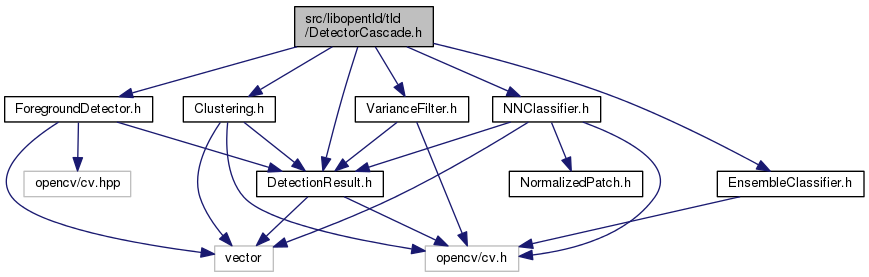 src/libopentld/tld
/DetectorCascade.h
ForegroundDetector.h
Clustering.h
VarianceFilter.h
NNClassifier.h
opencv/cv.hpp
DetectionResult.h
NormalizedPatch.h
EnsembleClassifier.h
vector
opencv/cv.h